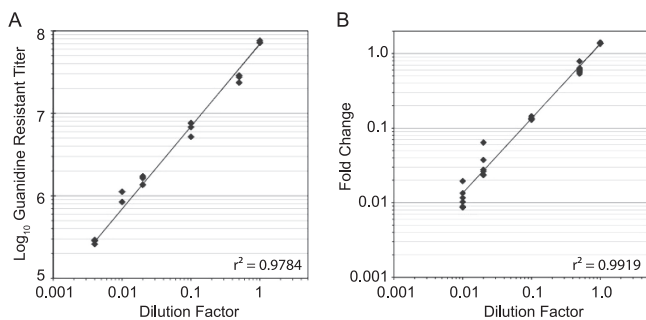 A
Log10 Guanidine Resistant Titer
8
7
6
5
0.001
0.01
0.1
1
Dilution Factor
r² = 0.9784
B
Fold Change
1.0
0.1
0.01
0.001
0.001
0.01
0.1
1.0
Dilution Factor
r² = 0.9919